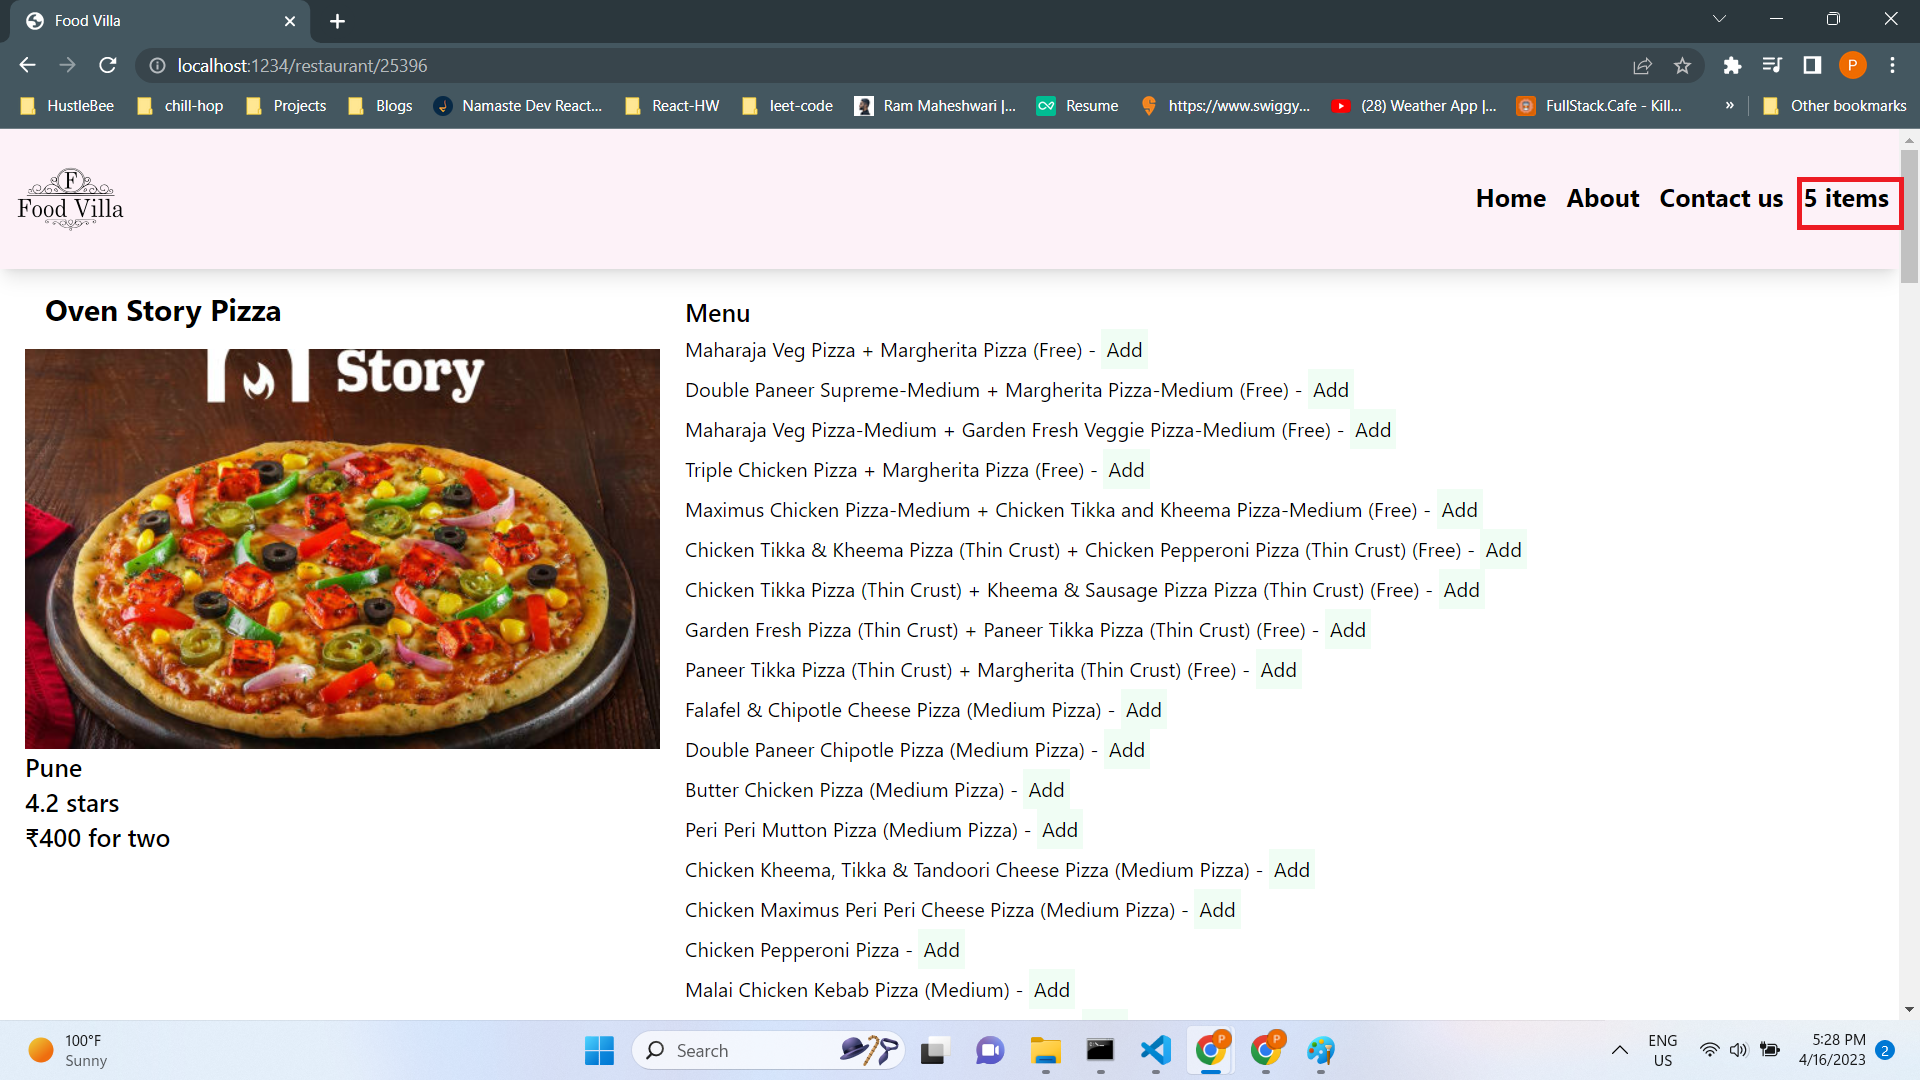 Food Villa
localhost:1234/restaurant/25396
P
HustleBee
chill-hop
Projects
Blogs
Namaste Dev React...
React-HW
leet-code
Ram Maheshwari |...
Resume
https://www.swiggy...
(28) Weather App |...
FullStack.Cafe - Kill...
»
Other bookmarks
F
Food Villa
Home About Contact us 5 items
Oven Story Pizza
Story
Pune
4.2 stars
₹400 for two
Menu
Maharaja Veg Pizza + Margherita Pizza (Free) - Add
Double Paneer Supreme-Medium + Margherita Pizza-Medium (Free) - Add
Maharaja Veg Pizza-Medium + Garden Fresh Veggie Pizza-Medium (Free) - Add
Triple Chicken Pizza + Margherita Pizza (Free) - Add
Maximus Chicken Pizza-Medium + Chicken Tikka and Kheema Pizza-Medium (Free) - Add
Chicken Tikka & Kheema Pizza (Thin Crust) + Chicken Pepperoni Pizza (Thin Crust) (Free) - Add
Chicken Tikka Pizza (Thin Crust) + Kheema & Sausage Pizza Pizza (Thin Crust) (Free) - Add
Garden Fresh Pizza (Thin Crust) + Paneer Tikka Pizza (Thin Crust) (Free) - Add
Paneer Tikka Pizza (Thin Crust) + Margherita (Thin Crust) (Free) - Add
Falafel & Chipotle Cheese Pizza (Medium Pizza) - Add
Double Paneer Chipotle Pizza (Medium Pizza) - Add
Butter Chicken Pizza (Medium Pizza) - Add
Peri Peri Mutton Pizza (Medium Pizza) - Add
Chicken Kheema, Tikka & Tandoori Cheese Pizza (Medium Pizza) - Add
Chicken Maximus Peri Peri Cheese Pizza (Medium Pizza) - Add
Chicken Pepperoni Pizza - Add
Malai Chicken Kebab Pizza (Medium) - Add
100°F
Sunny
Search
P
P
ENG
US
5:28 PM
4/16/2023
2